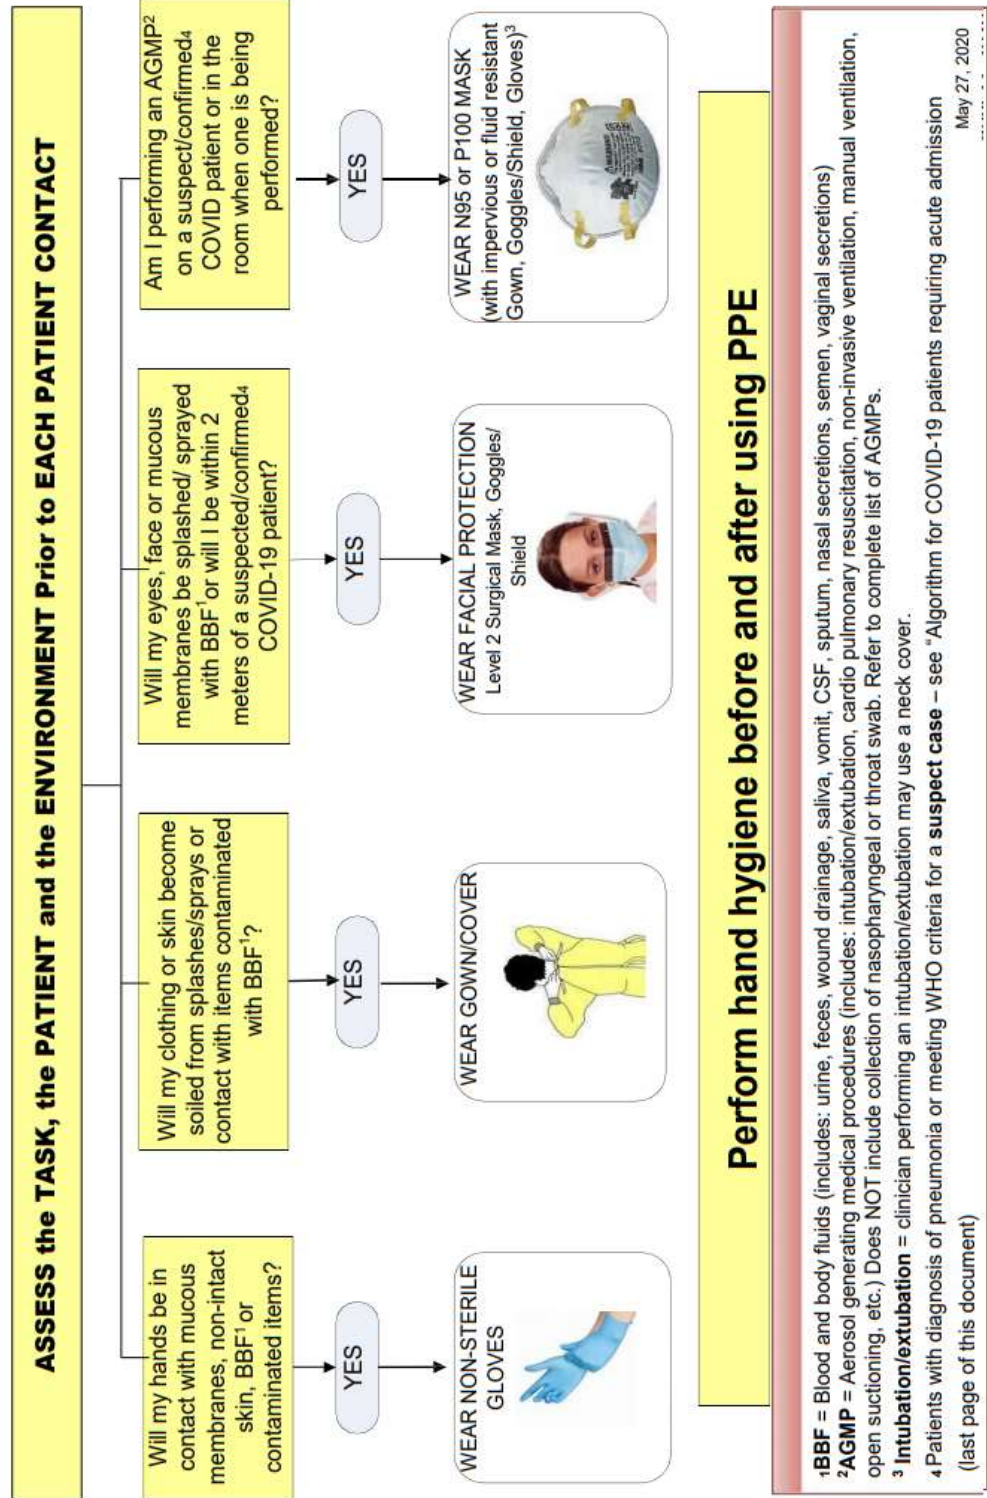 ASSESS the TASK, the PATIENT and the ENVIRONMENT Prior to EACH PATIENT CONTACT
Will my hands be in
contact with mucous
membranes, non-intact
skin, BBF¹ or
contaminated items?
YES
WEAR NON-STERILE
GLOVES
Will my clothing or skin become
soiled from splashes/sprays or
contact with items contaminated
with BBF¹?
YES
WEAR GOWN/COVER
Will my eyes, face or mucous
membranes be splashed/ sprayed
with BBF¹or will I be within 2
meters of a suspected/confirmed₄
COVID-19 patient?
YES
WEAR FACIAL PROTECTION
Level 2 Surgical Mask, Goggles/
Shield
Am I performing an AGMP²
on a suspect/confirmed₄
COVID patient or in the
room when one is being
performed?
YES
WEAR N95 or P100 MASK
(with impervious or fluid resistant
Gown, Goggles/Shield, Gloves)³
Perform hand hygiene before and after using PPE
₁BBF = Blood and body fluids (includes: urine, feces, wound drainage, saliva, vomit, CSF, sputum, nasal secretions, semen, vaginal secretions)
²AGMP = Aerosol generating medical procedures (includes: intubation/extubation, cardio pulmonary resuscitation, non-invasive ventilation, manual ventilation,
open suctioning, etc.) Does NOT include collection of nasopharyngeal or throat swab. Refer to complete list of AGMPs.
³ Intubation/extubation = clinician performing an intubation/extubation may use a neck cover.
₄ Patients with diagnosis of pneumonia or meeting WHO criteria for a suspect case – see “Algorithm for COVID-19 patients requiring acute admission
(last page of this document)
May 27, 2020